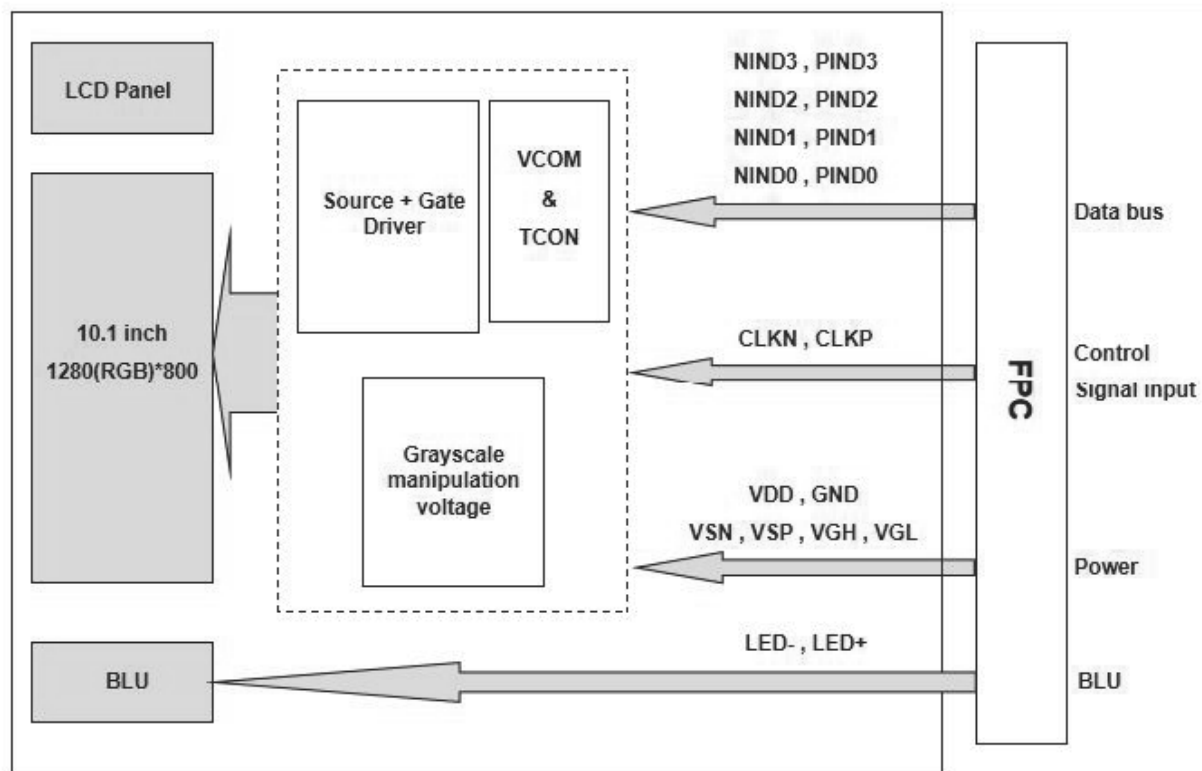 LCD Panel
10.1 inch
1280(RGB)*800
BLU
Source + Gate
Driver
VCOM
&
TCON
Grayscale
manipulation
voltage
NIND3 , PIND3
NIND2 , PIND2
NIND1 , PIND1
NIND0 , PIND0
CLKN , CLKP
VDD , GND
VSN , VSP , VGH , VGL
LED- , LED+
FPC
Data bus
Control
Signal input
Power
BLU